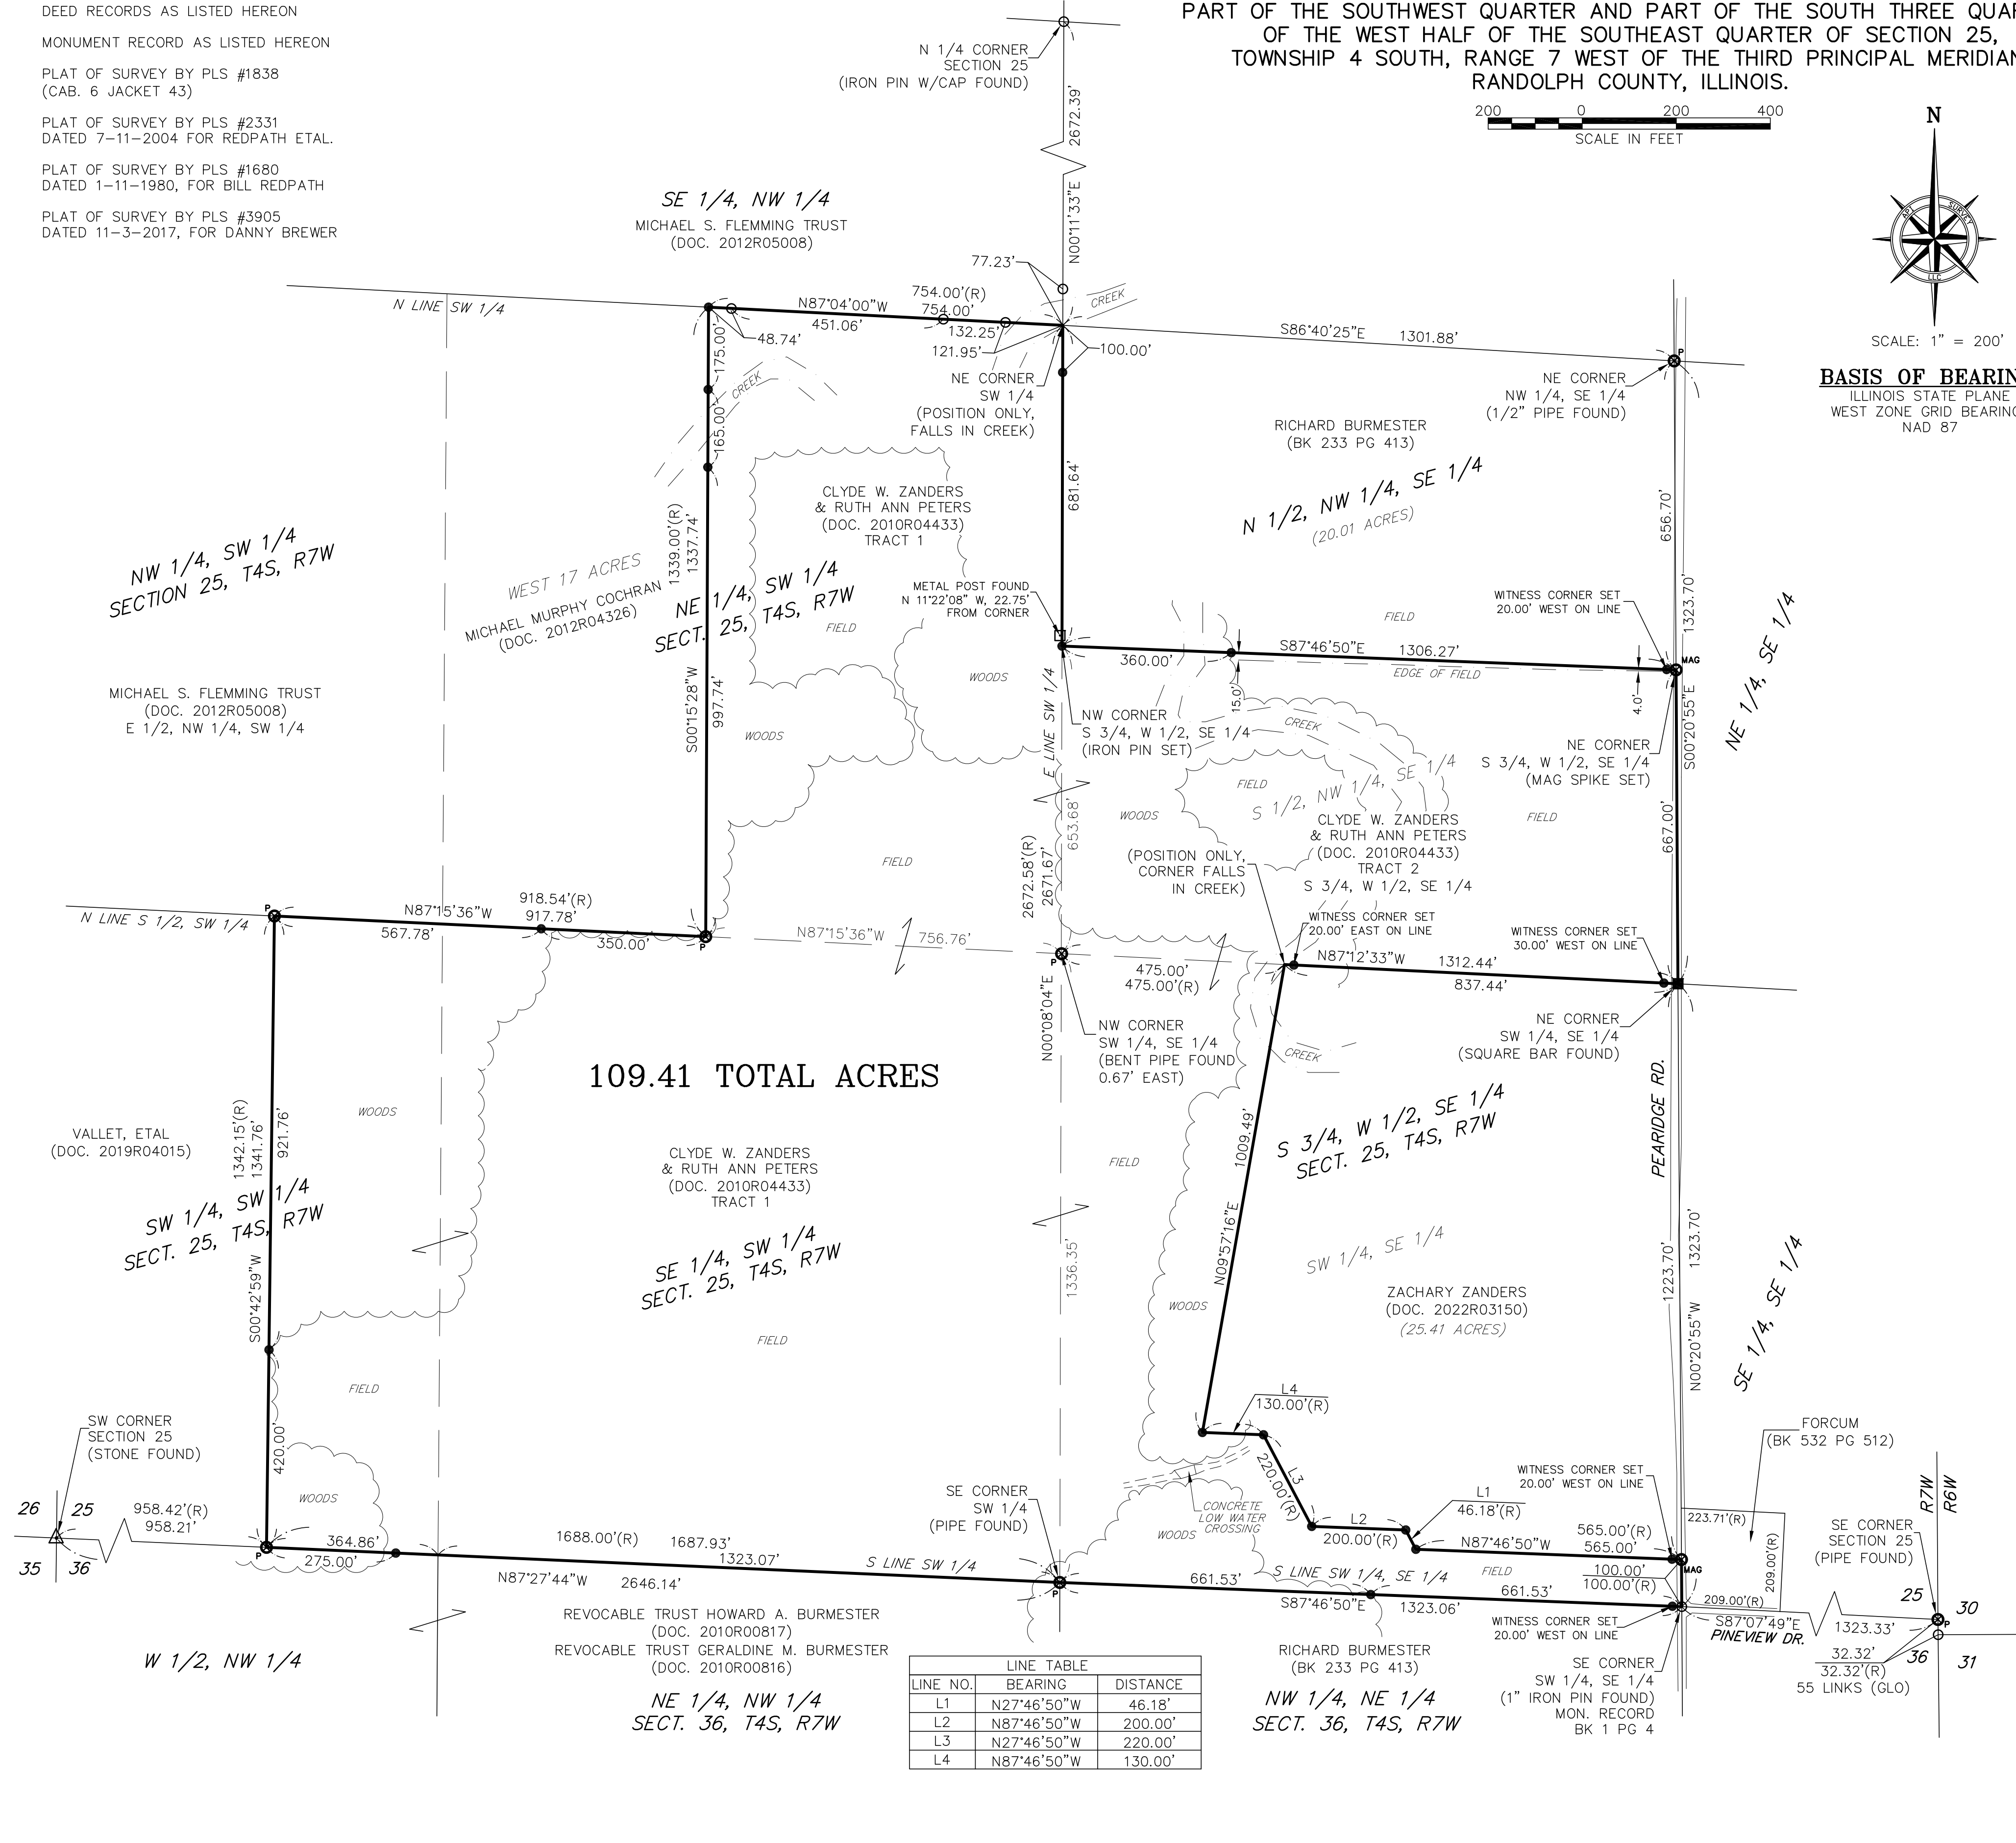 DEED RECORDS AS LISTED HEREON
MONUMENT RECORD AS LISTED HEREON
PLAT OF SURVEY BY PLS #1838
(CAB. 6 JACKET 43)
PLAT OF SURVEY BY PLS #2331
DATED 7-11-2004 FOR REDPATH ETAL.
PLAT OF SURVEY BY PLS #1680
DATED 1-11-1980, FOR BILL REDPATH
PLAT OF SURVEY BY PLS #3905
DATED 11-3-2017, FOR DANNY BREWER
PART OF THE SOUTHWEST QUARTER AND PART OF THE SOUTH THREE QUAR
OF THE WEST HALF OF THE SOUTHEAST QUARTER OF SECTION 25,
TOWNSHIP 4 SOUTH, RANGE 7 WEST OF THE THIRD PRINCIPAL MERIDIAN
RANDOLPH COUNTY, ILLINOIS.
200 0 200 400
SCALE IN FEET
N
API SURVEY LLC
SCALE: 1" = 200'
BASIS OF BEARIN
ILLINOIS STATE PLANE
WEST ZONE GRID BEARING
NAD 87
N 1/4 CORNER
SECTION 25
(IRON PIN W/CAP FOUND)
2672.39'
N00°11'33"E
SE 1/4, NW 1/4
MICHAEL S. FLEMMING TRUST
(DOC. 2012R05008)
77.23'
N LINE SW 1/4
N87°04'00"W
754.00'(R)
754.00'
451.06'
132.25'
48.74'
121.95'
100.00'
CREEK
S86°40'25"E 1301.88'
P
175.00'
165.00'
CREEK
NE CORNER
SW 1/4
(POSITION ONLY,
FALLS IN CREEK)
NE CORNER
NW 1/4, SE 1/4
(1/2" PIPE FOUND)
RICHARD BURMESTER
(BK 233 PG 413)
N 1/2, NW 1/4, SE 1/4
(20.01 ACRES)
681.64'
656.70'
1323.70'
CLYDE W. ZANDERS
& RUTH ANN PETERS
(DOC. 2010R04433)
TRACT 1
NW 1/4, SW 1/4
SECTION 25, T4S, R7W
WEST 17 ACRES
MICHAEL MURPHY COCHRAN
(DOC. 2012R04326)
1339.00'(R)
1337.74'
NE 1/4, SW 1/4
SECT. 25, T4S, R7W
FIELD
METAL POST FOUND
N 11°22'08" W, 22.75'
FROM CORNER
WITNESS CORNER SET
20.00' WEST ON LINE
FIELD
S87°46'50"E 1306.27'
360.00'
EDGE OF FIELD
15.0'
4.0'
MAG
NE 1/4, SE 1/4
MICHAEL S. FLEMMING TRUST
(DOC. 2012R05008)
E 1/2, NW 1/4, SW 1/4
S00°15'28"W
997.74'
WOODS
WOODS
E LINE SW 1/4
NW CORNER
S 3/4, W 1/2, SE 1/4
(IRON PIN SET)
CREEK
S00°20'55"E
NE CORNER
S 3/4, W 1/2, SE 1/4
(MAG SPIKE SET)
FIELD
S 1/2, NW 1/4, SE 1/4
WOODS
FIELD
653.68'
667.00'
CLYDE W. ZANDERS
& RUTH ANN PETERS
(DOC. 2010R04433)
TRACT 2
S 3/4, W 1/2, SE 1/4
(POSITION ONLY,
CORNER FALLS
IN CREEK)
FIELD
2672.58'(R)
2671.67'
N LINE S 1/2, SW 1/4
P
N87°15'36"W
918.54'(R)
917.78'
567.78'
350.00'
P
N87°15'36"W 756.76'
P
475.00'
475.00'(R)
WITNESS CORNER SET
20.00' EAST ON LINE
N87°12'33"W 1312.44'
837.44'
WITNESS CORNER SET
30.00' WEST ON LINE
N00°08'04"E
NW CORNER
SW 1/4, SE 1/4
(BENT PIPE FOUND
0.67' EAST)
CREEK
NE CORNER
SW 1/4, SE 1/4
(SQUARE BAR FOUND)
109.41 TOTAL ACRES
PEARIDGE RD.
WOODS
VALLET, ETAL
(DOC. 2019R04015)
1342.15'(R)
1341.76'
921.76'
SW 1/4, SW 1/4
SECT. 25, T4S, R7W
S00°42'59"W
CLYDE W. ZANDERS
& RUTH ANN PETERS
(DOC. 2010R04433)
TRACT 1
SE 1/4, SW 1/4
SECT. 25, T4S, R7W
FIELD
FIELD
1009.49'
S 3/4, W 1/2, SE 1/4
SECT. 25, T4S, R7W
1336.35'
N09°57'16"E
SW 1/4, SE 1/4
WOODS
ZACHARY ZANDERS
(DOC. 2022R03150)
(25.41 ACRES)
1223.70'
1323.70'
N00°20'55"W
SE 1/4, SE 1/4
FIELD
420.00'
WOODS
SW CORNER
SECTION 25
(STONE FOUND)
26 25
35 36
958.42'(R)
958.21'
P
364.86'
275.00'
1688.00'(R) 1687.93'
1323.07'
S LINE SW 1/4
N87°27'44"W 2646.14'
SE CORNER
SW 1/4
(PIPE FOUND)
P
L4
130.00'(R)
L3
220.00'(R)
CONCRETE
LOW WATER
CROSSING
WOODS
L2
200.00'(R)
L1
46.18'(R)
WITNESS CORNER SET
20.00' WEST ON LINE
N87°46'50"W
565.00'(R)
565.00'
FIELD
100.00'
100.00'(R)
MAG
661.53'
S LINE SW 1/4, SE 1/4
661.53'
S87°46'50"E 1323.06'
WITNESS CORNER SET
20.00' WEST ON LINE
FORCUM
(BK 532 PG 512)
223.71'(R)
209.00'(R)
209.00'(R)
S87°07'49"E 1323.33'
PINEVIEW DR.
R7W
R6W
SE CORNER
SECTION 25
(PIPE FOUND)
25 30
P
36 31
32.32'
32.32'(R)
55 LINKS (GLO)
SE CORNER
SW 1/4, SE 1/4
(1" IRON PIN FOUND)
MON. RECORD
BK 1 PG 4
W 1/2, NW 1/4
REVOCABLE TRUST HOWARD A. BURMESTER
(DOC. 2010R00817)
REVOCABLE TRUST GERALDINE M. BURMESTER
(DOC. 2010R00816)
NE 1/4, NW 1/4
SECT. 36, T4S, R7W
RICHARD BURMESTER
(BK 233 PG 413)
NW 1/4, NE 1/4
SECT. 36, T4S, R7W
LINE TABLE
LINE NO. BEARING DISTANCE
L1 N27°46'50"W 46.18'
L2 N87°46'50"W 200.00'
L3 N27°46'50"W 220.00'
L4 N87°46'50"W 130.00'